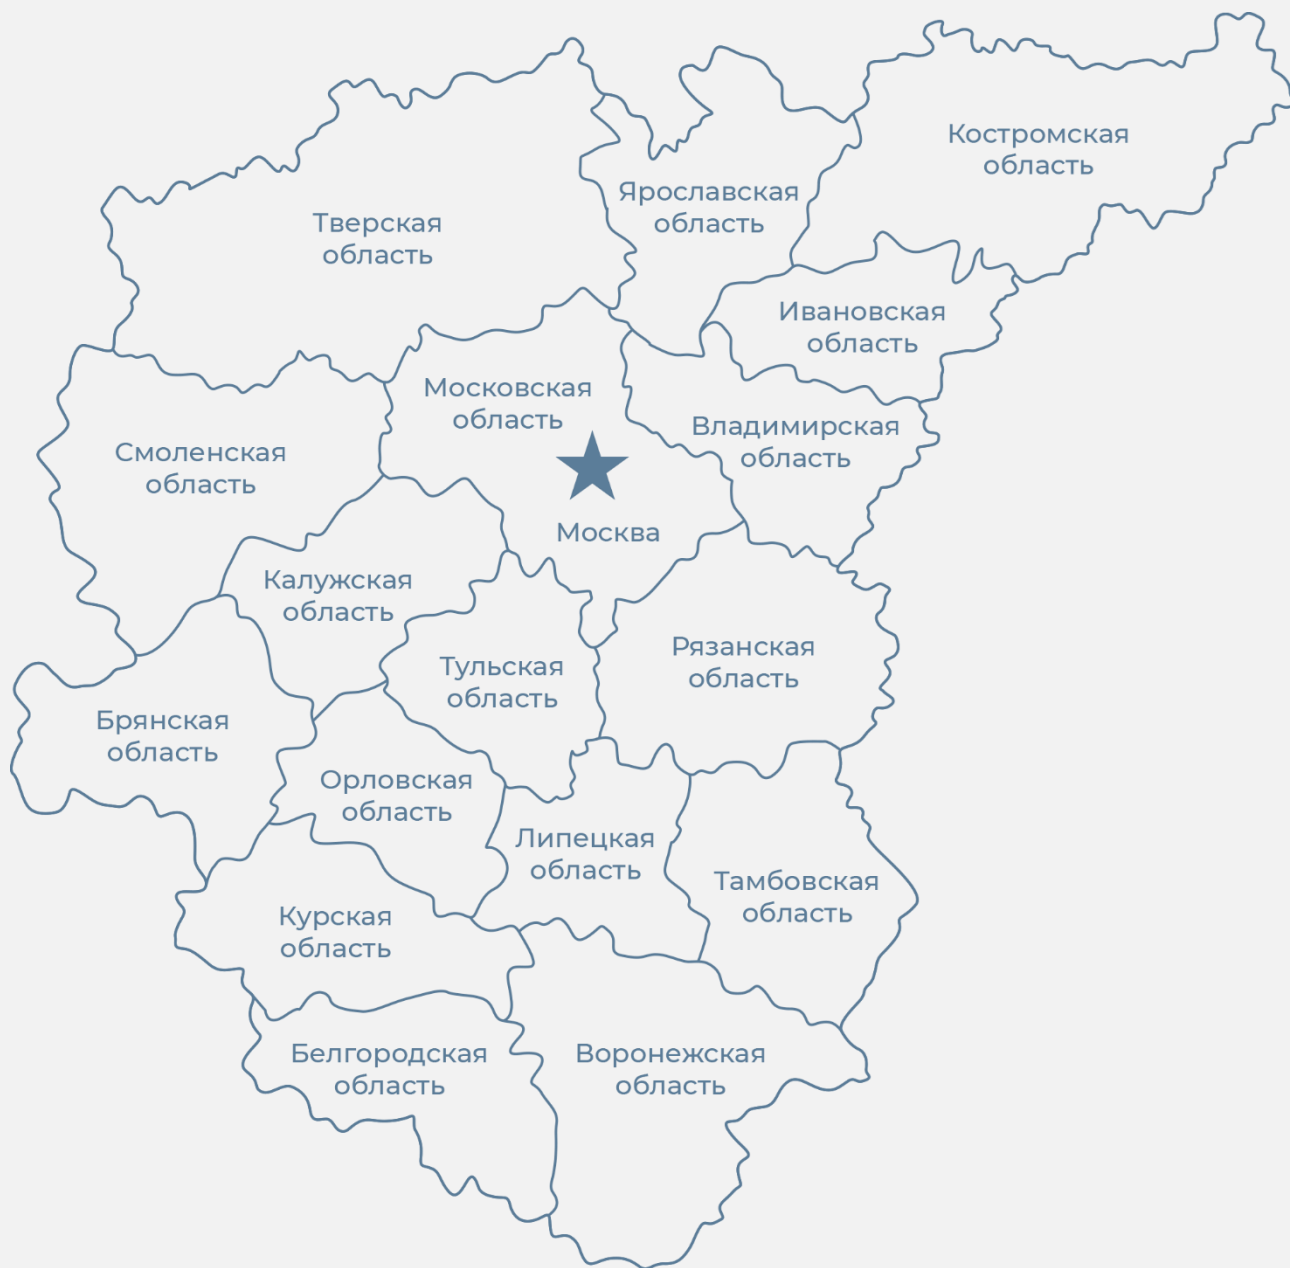 Костромская
область
Ярославская
область
Тверская
область
Ивановская
область
Московская
область
Владимирская
область
Смоленская
область
Москва
Калужская
область
Рязанская
область
Тульская
область
Брянская
область
Орловская
область
Липецкая
область
Тамбовская
область
Курская
область
Белгородская
область
Воронежская
область